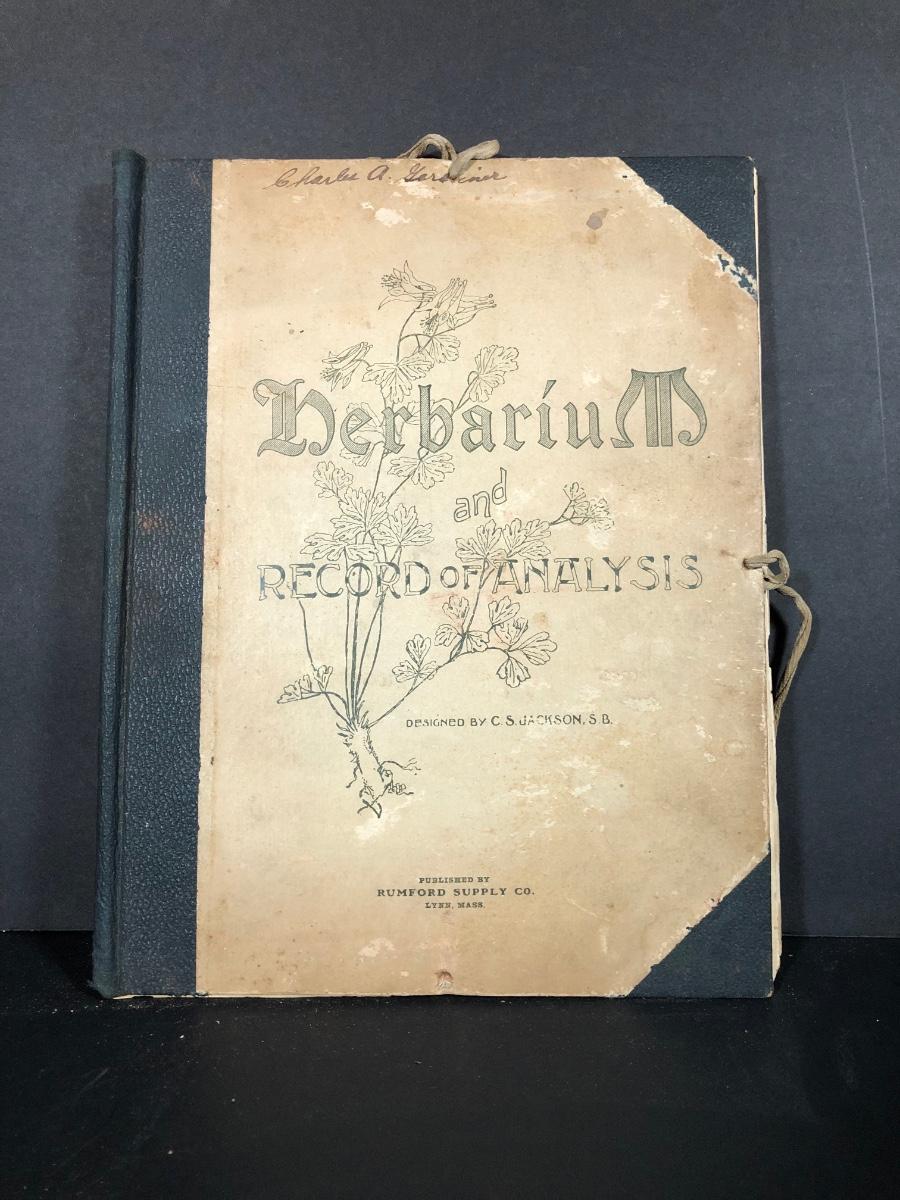 Charles A. Gardiner
Herbarium
and
RECORD OF ANALYSIS
DESIGNED BY C. S. JACKSON, S. B.
PUBLISHED BY
RUMFORD SUPPLY CO.
LYNN, MASS.